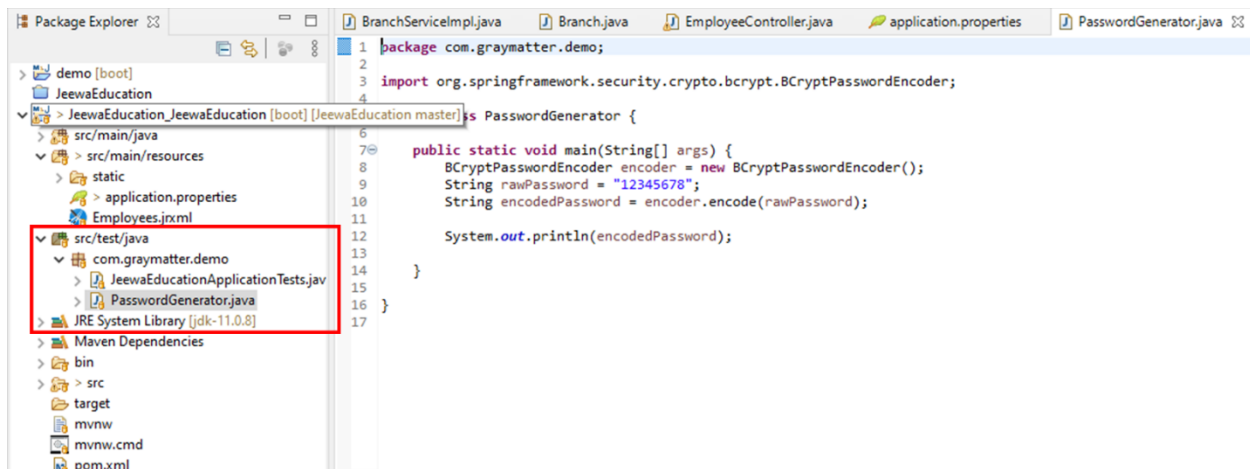 Package Explorer
BranchServiceImpl.java
Branch.java
EmployeeController.java
application.properties
PasswordGenerator.java
demo [boot]
JeewaEducation
> JeewaEducation_JeewaEducation [boot] [JeewaEducation master]
src/main/java
> src/main/resources
static
> application.properties
Employees.jrxml
src/test/java
com.graymatter.demo
JeewaEducationApplicationTests.jav
PasswordGenerator.java
JRE System Library [jdk-11.0.8]
Maven Dependencies
bin
> src
target
mvnw
mvnw.cmd
pom.xml
1 package com.graymatter.demo;
2
3 import org.springframework.security.crypto.bcrypt.BCryptPasswordEncoder;
4
ss PasswordGenerator {
6
7 public static void main(String[] args) {
8 BCryptPasswordEncoder encoder = new BCryptPasswordEncoder();
9 String rawPassword = "12345678";
10 String encodedPassword = encoder.encode(rawPassword);
11
12 System.out.println(encodedPassword);
13
14 }
15
16 }
17